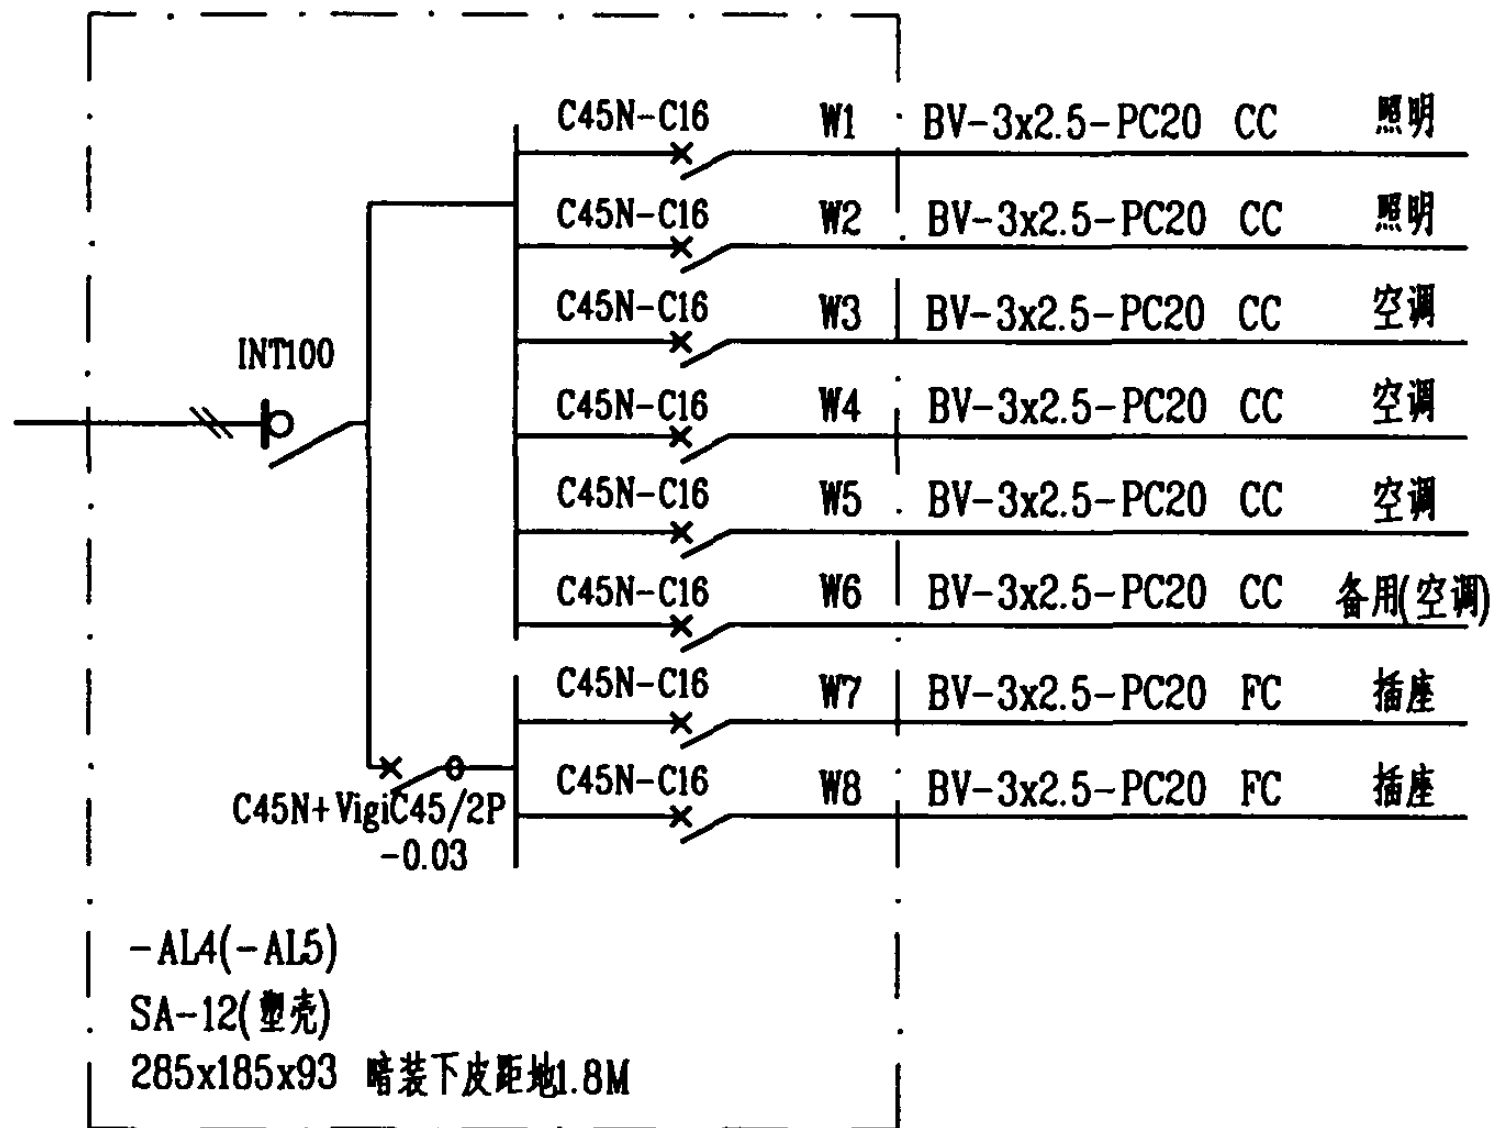 C45N-C16 W1 BV-3x2.5-PC20 CC 照明
C45N-C16 W2 BV-3x2.5-PC20 CC 照明
C45N-C16 W3 BV-3x2.5-PC20 CC 空调
INT100
C45N-C16 W4 BV-3x2.5-PC20 CC 空调
C45N-C16 W5 BV-3x2.5-PC20 CC 空调
C45N-C16 W6 BV-3x2.5-PC20 CC 备用(空调)
C45N-C16 W7 BV-3x2.5-PC20 FC 插座
C45N-C16 W8 BV-3x2.5-PC20 FC 插座
C45N+VigiC45/2P
-0.03
-AL4(-AL5)
SA-12(塑壳)
285x185x93 暗装下皮距地1.8M